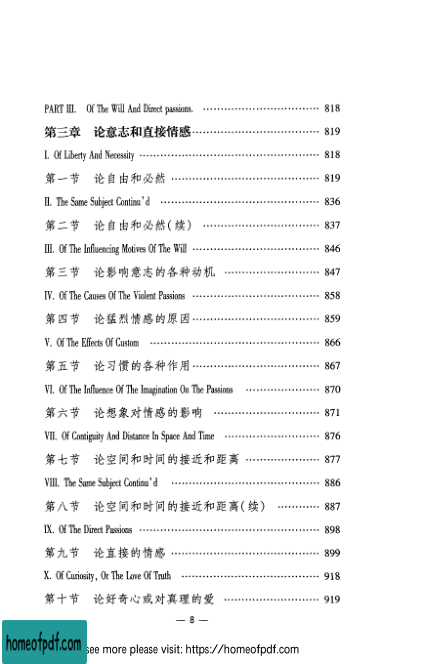 PART III. Of The Will And Direct passions. ································ 818
第三章 论意志和直接情感································ 819
I. Of Liberty And Necessity ································ 818
第一节 论自由和必然 ································ 819
II. The Same Subject Continu'd ································ 836
第二节 论自由和必然(续) ································ 837
III. Of The Influencing Motives Of The Will ································ 846
第三节 论影响意志的各种动机 ································ 847
IV. Of The Causes Of The Violent Passions ································ 858
第四节 论猛烈情感的原因································ 859
V. Of The Effects Of Custom ································ 866
第五节 论习惯的各种作用································ 867
VI. Of The Influence Of The Imagination On The Passions ···················· 870
第六节 论想象对情感的影响 ································ 871
VII. Of Contiguity And Distance In Space And Time ························ 876
第七节 论空间和时间的接近和距离 ···················· 877
VIII. The Same Subject Continu'd ································ 886
第八节 论空间和时间的接近和距离(续) ············ 887
IX. Of The Direct Passions ································ 898
第九节 论直接的情感 ································ 899
X. Of Curiosity, Or The Love Of Truth ································ 918
第十节 论好奇心或对真理的爱 ························ 919
— 8 —
homeofpdf.com
see more please visit: https://homeofpdf.com